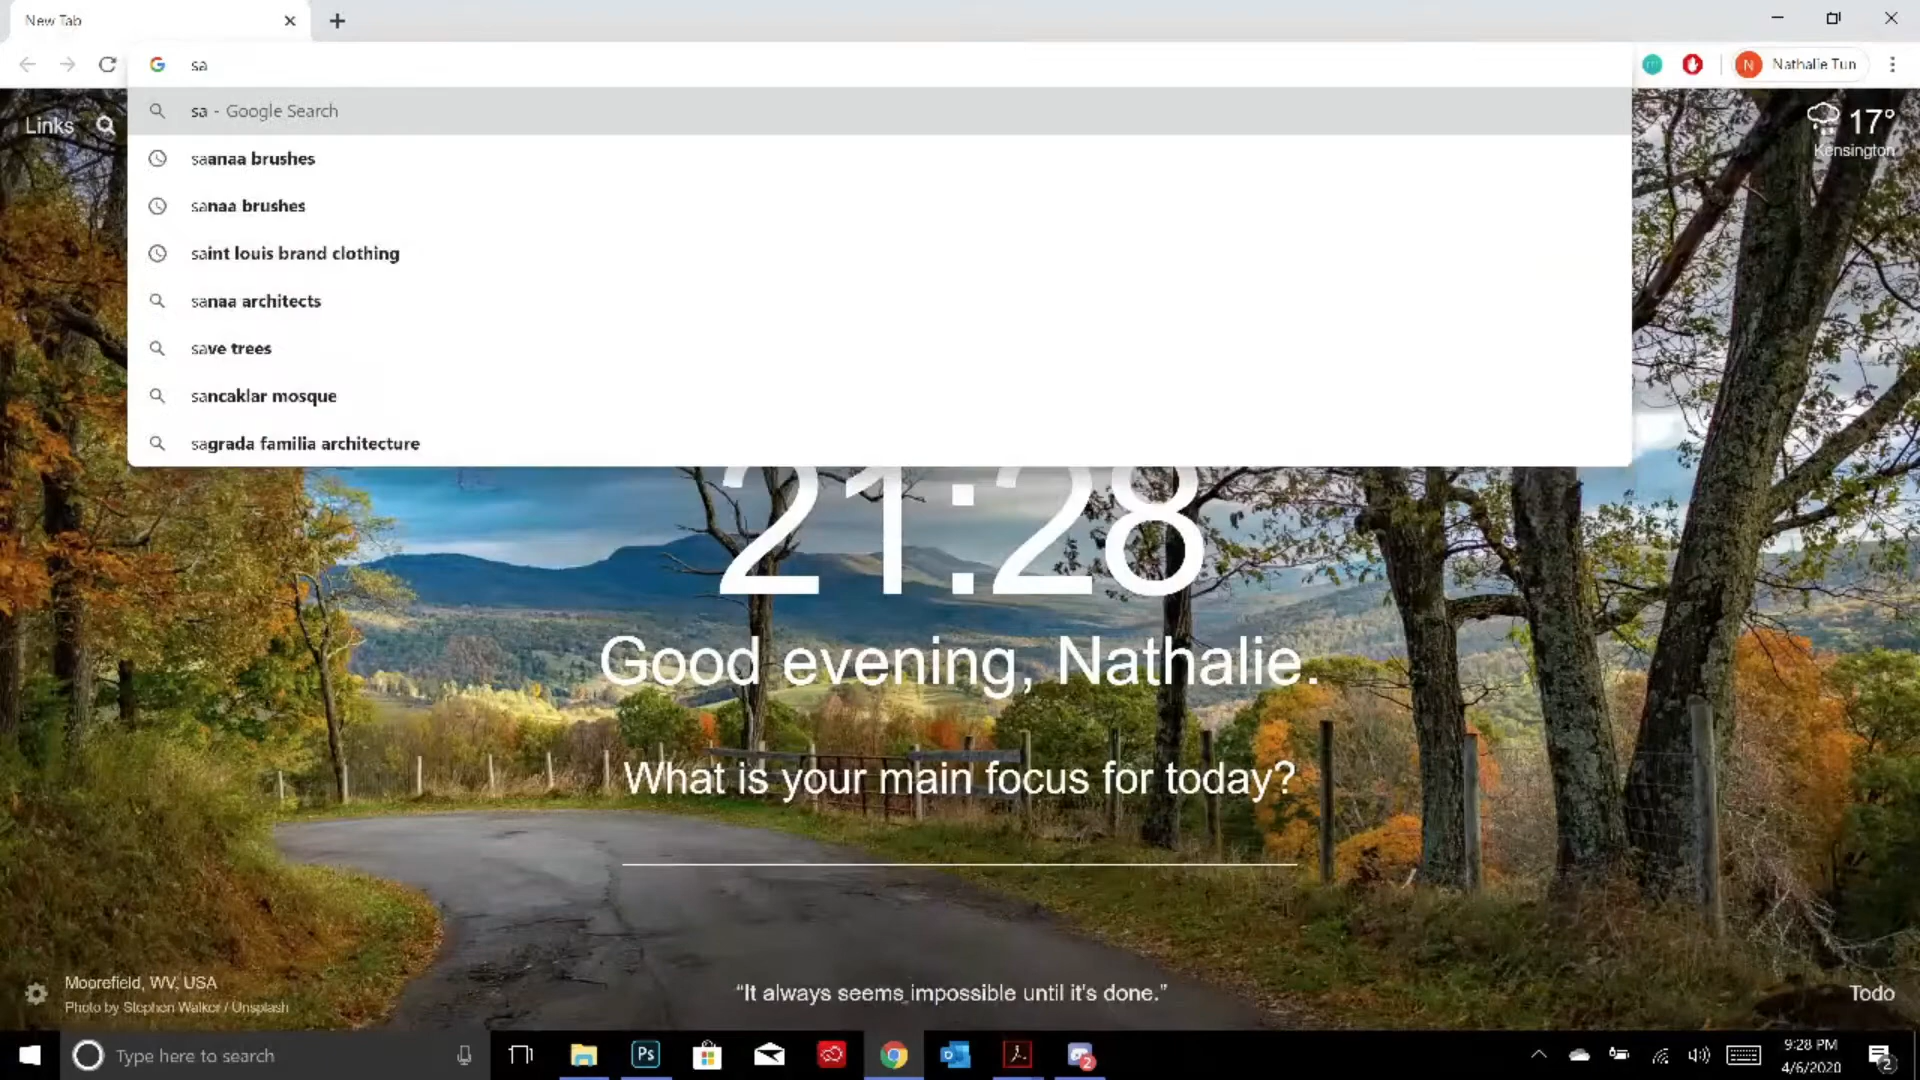 New Tab
sa
Nathalie Tun
sa - Google Search
Links
17°
Kensington
saanaa brushes
sanaa brushes
saint louis brand clothing
sanaa architects
save trees
sancaklar mosque
sagrada familia architecture
21:28
Good evening, Nathalie.
What is your main focus for today?
Moorefield, WV, USA
Photo by Stephen Walker / Unsplash
“It always seems impossible until it's done.”
Todo
Type here to search
9:28 PM
4/6/2020